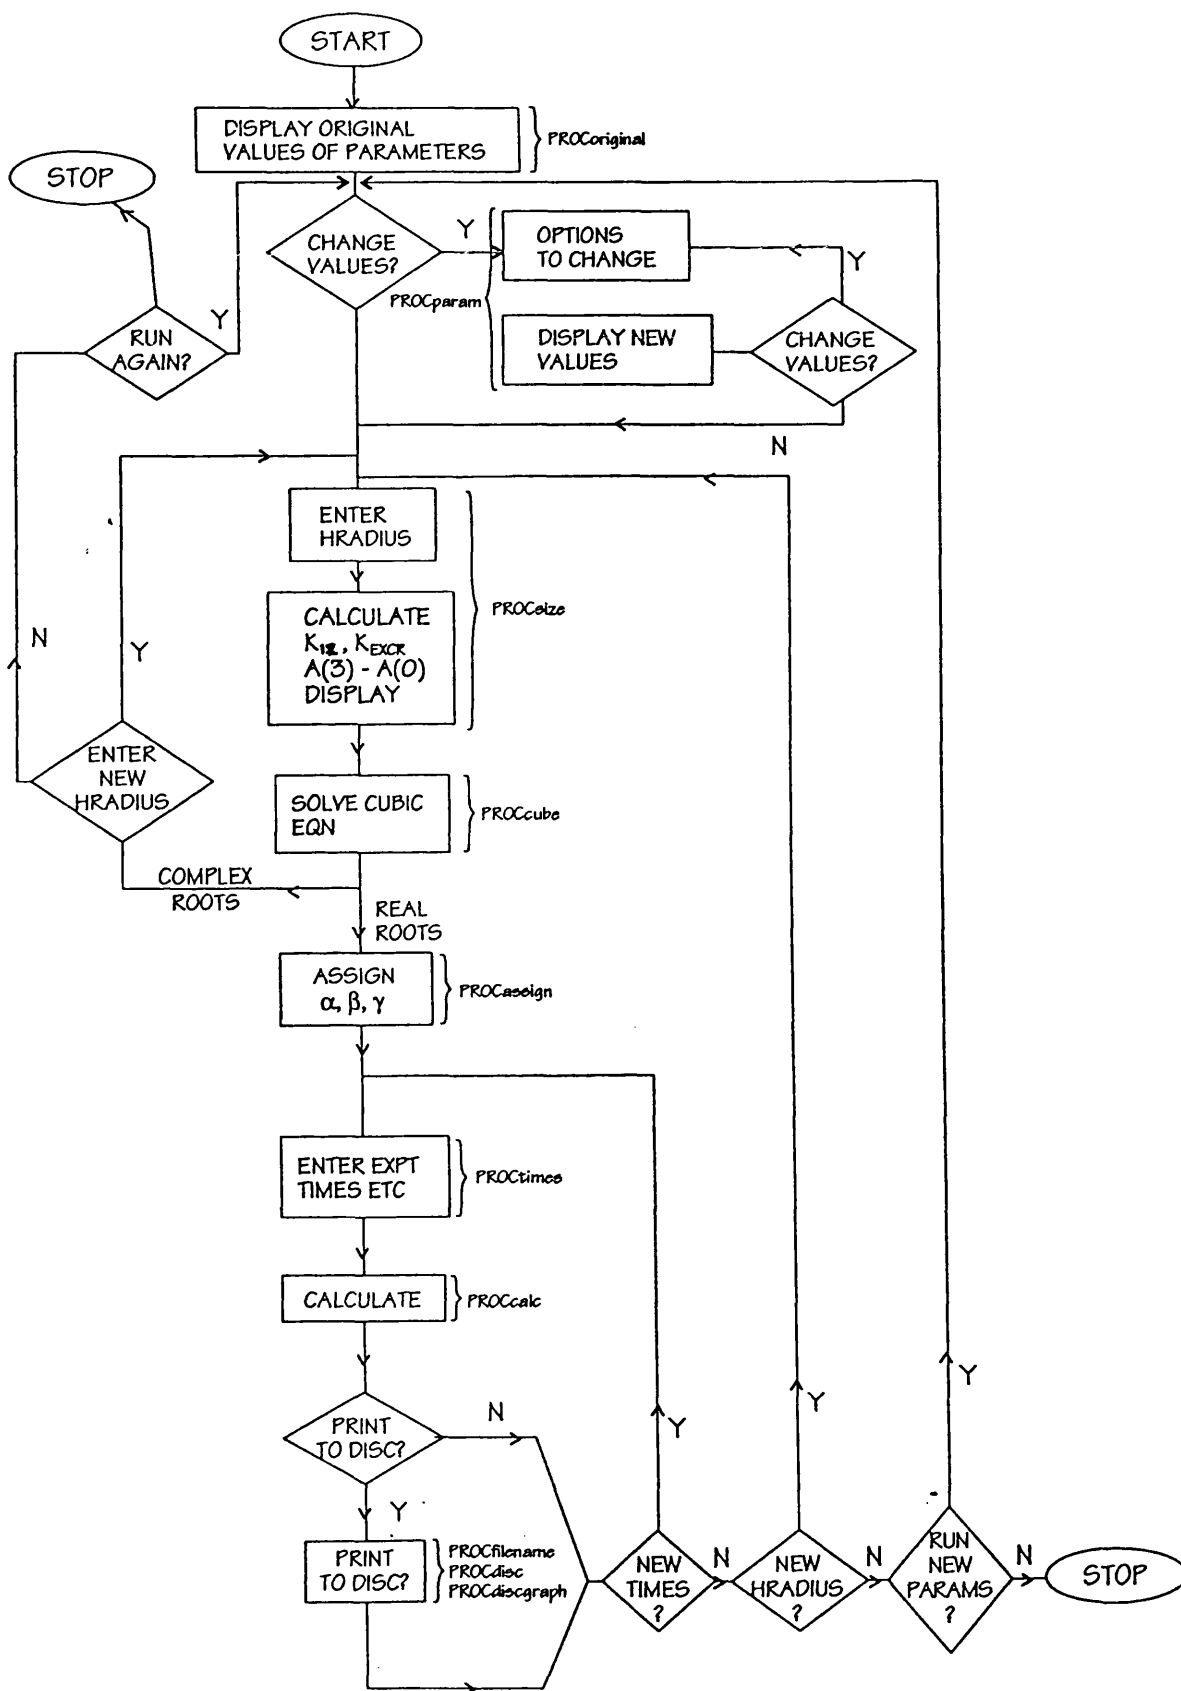 START
DISPLAY ORIGINAL
VALUES OF PARAMETERS
PROCoriginal
STOP
CHANGE
VALUES?
Y
OPTIONS
TO CHANGE
Y
PROCparam
RUN
AGAIN?
Y
DISPLAY NEW
VALUES
CHANGE
VALUES?
N
ENTER
HRADIUS
PROCsize
CALCULATE
K12, KEXCR
A(3) - A(0)
DISPLAY
N
Y
ENTER
NEW
HRADIUS
SOLVE CUBIC
EQN
PROCcube
COMPLEX
ROOTS
REAL
ROOTS
ASSIGN
α, β, γ
PROCassign
ENTER EXPT
TIMES ETC
PROCtimes
CALCULATE
PROCcalc
PRINT
TO DISC?
N
Y
Y
Y
Y
PRINT
TO DISC?
PROCfilename
PROCdisc
PROCdiscgraph
NEW
TIMES
?
N
NEW
HRADIUS
?
N
RUN
NEW
PARAMS
?
N
STOP